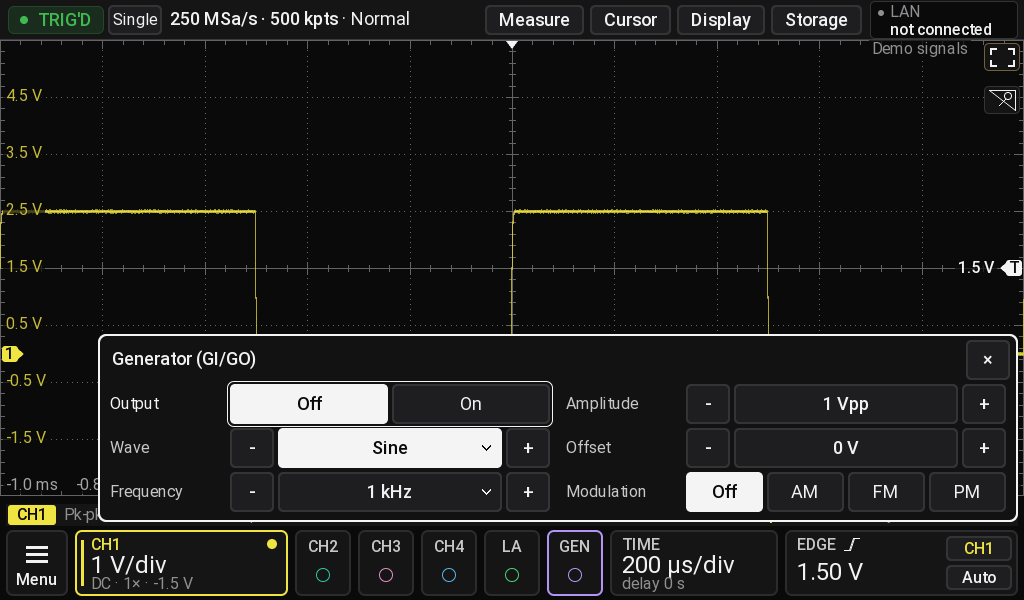 TRIG'D Single 250 MSa/s · 500 kpts · Normal Measure Cursor Display Storage LAN
not connected
Demo signals
4.5 V
3.5 V
2.5 V
1.5 V 1.5 V T
0.5 V
1
-0.5 V
-1.5 V
-1.0 ms
Generator (GI/GO) ×
Output Off On Amplitude - 1 Vpp +
Wave - Sine + Offset - 0 V +
Frequency - 1 kHz + Modulation Off AM FM PM
CH1
Menu
CH1
1 V/div
DC · 1× · -1.5 V
CH2 CH3 CH4 LA GEN
TIME
200 µs/div
delay 0 s
EDGE CH1
1.50 V Auto